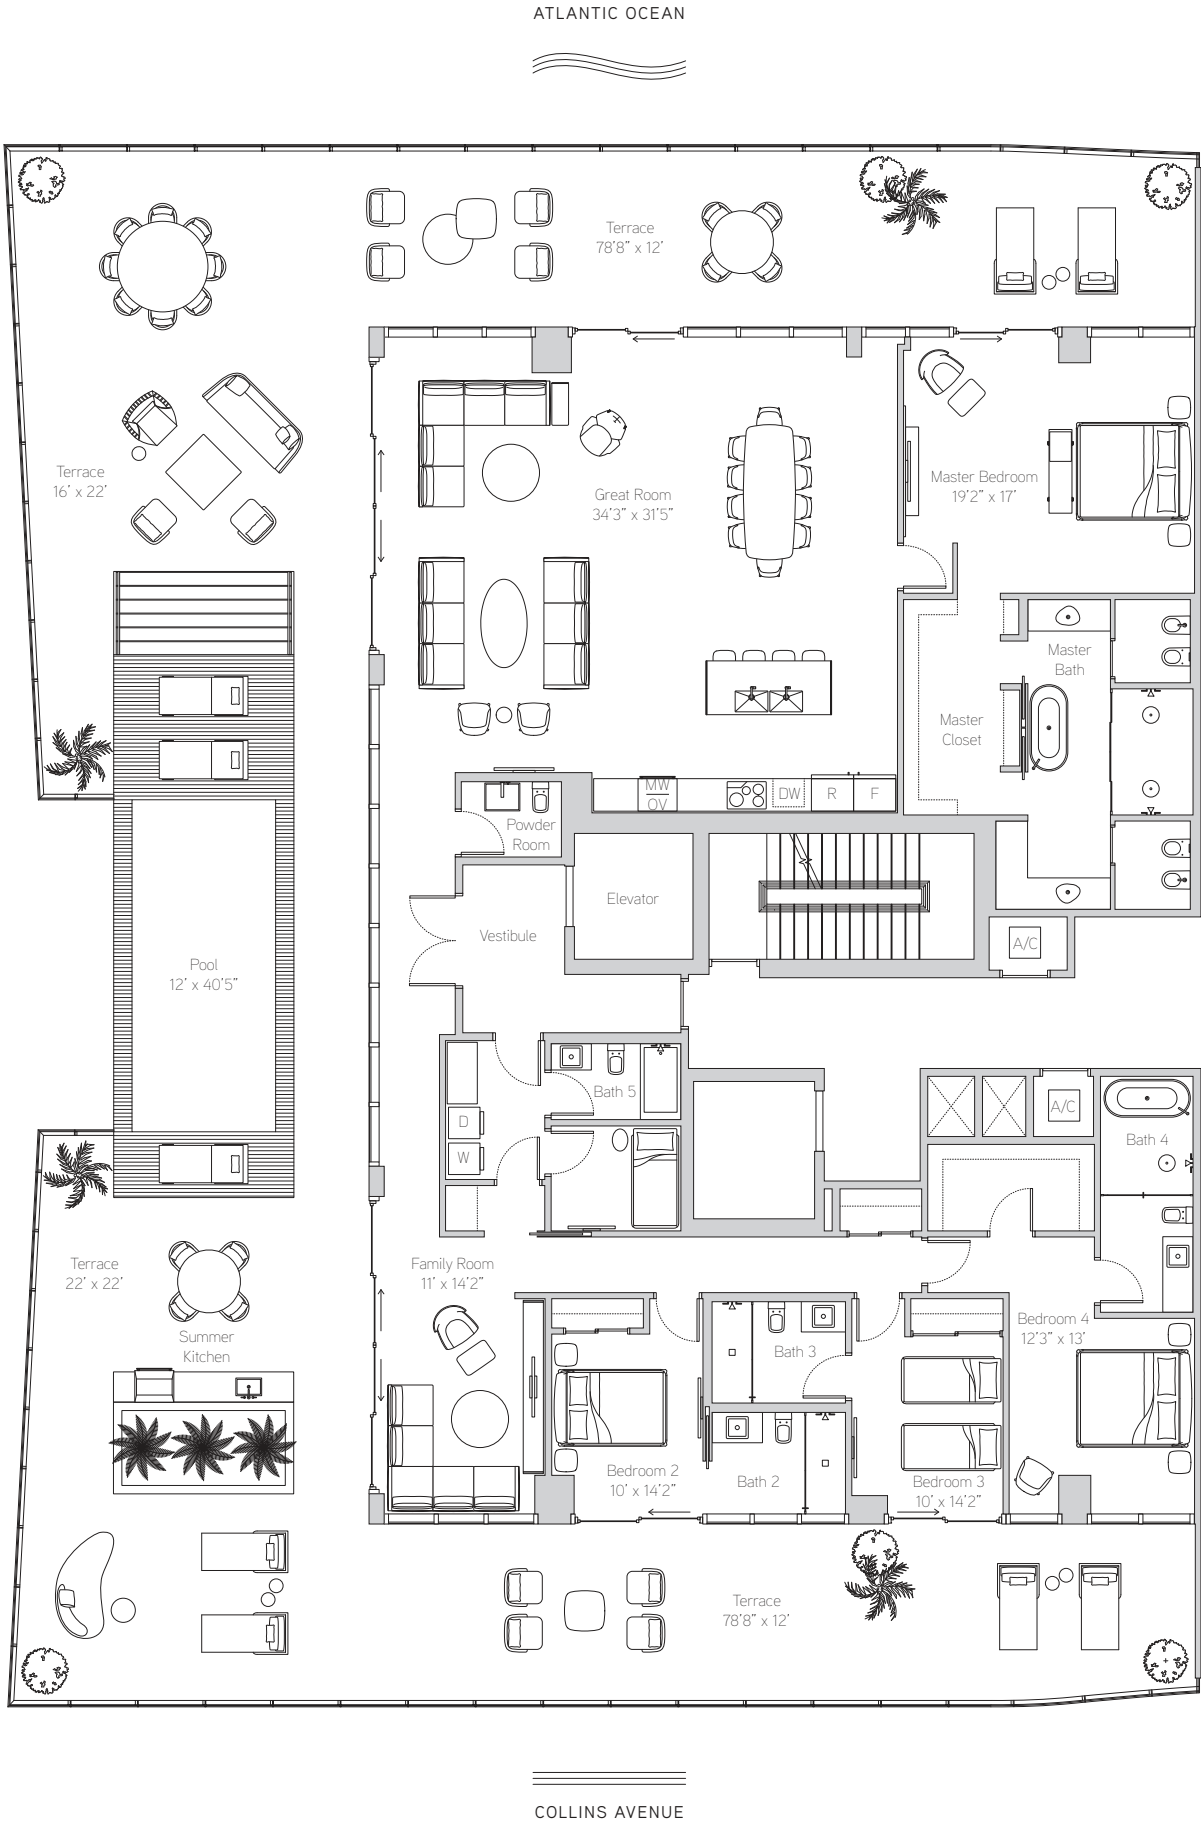 ATLANTIC OCEAN
Terrace
78'8" x 12'
Terrace
16' x 22'
Great Room
34'3" x 31'5"
Master Bedroom
19'2" x 17'
Master
Bath
Master
Closet
MW
OV
DW
R
F
Powder
Room
Elevator
Vestibule
A/C
Pool
12' x 40'5"
Bath 5
D
W
A/C
Bath 4
Terrace
22' x 22'
Family Room
11' x 14'2"
Summer
Kitchen
Bedroom 4
12'3" x 13'
Bath 3
Bedroom 2
10' x 14'2"
Bath 2
Bedroom 3
10' x 14'2"
Terrace
78'8" x 12'
COLLINS AVENUE